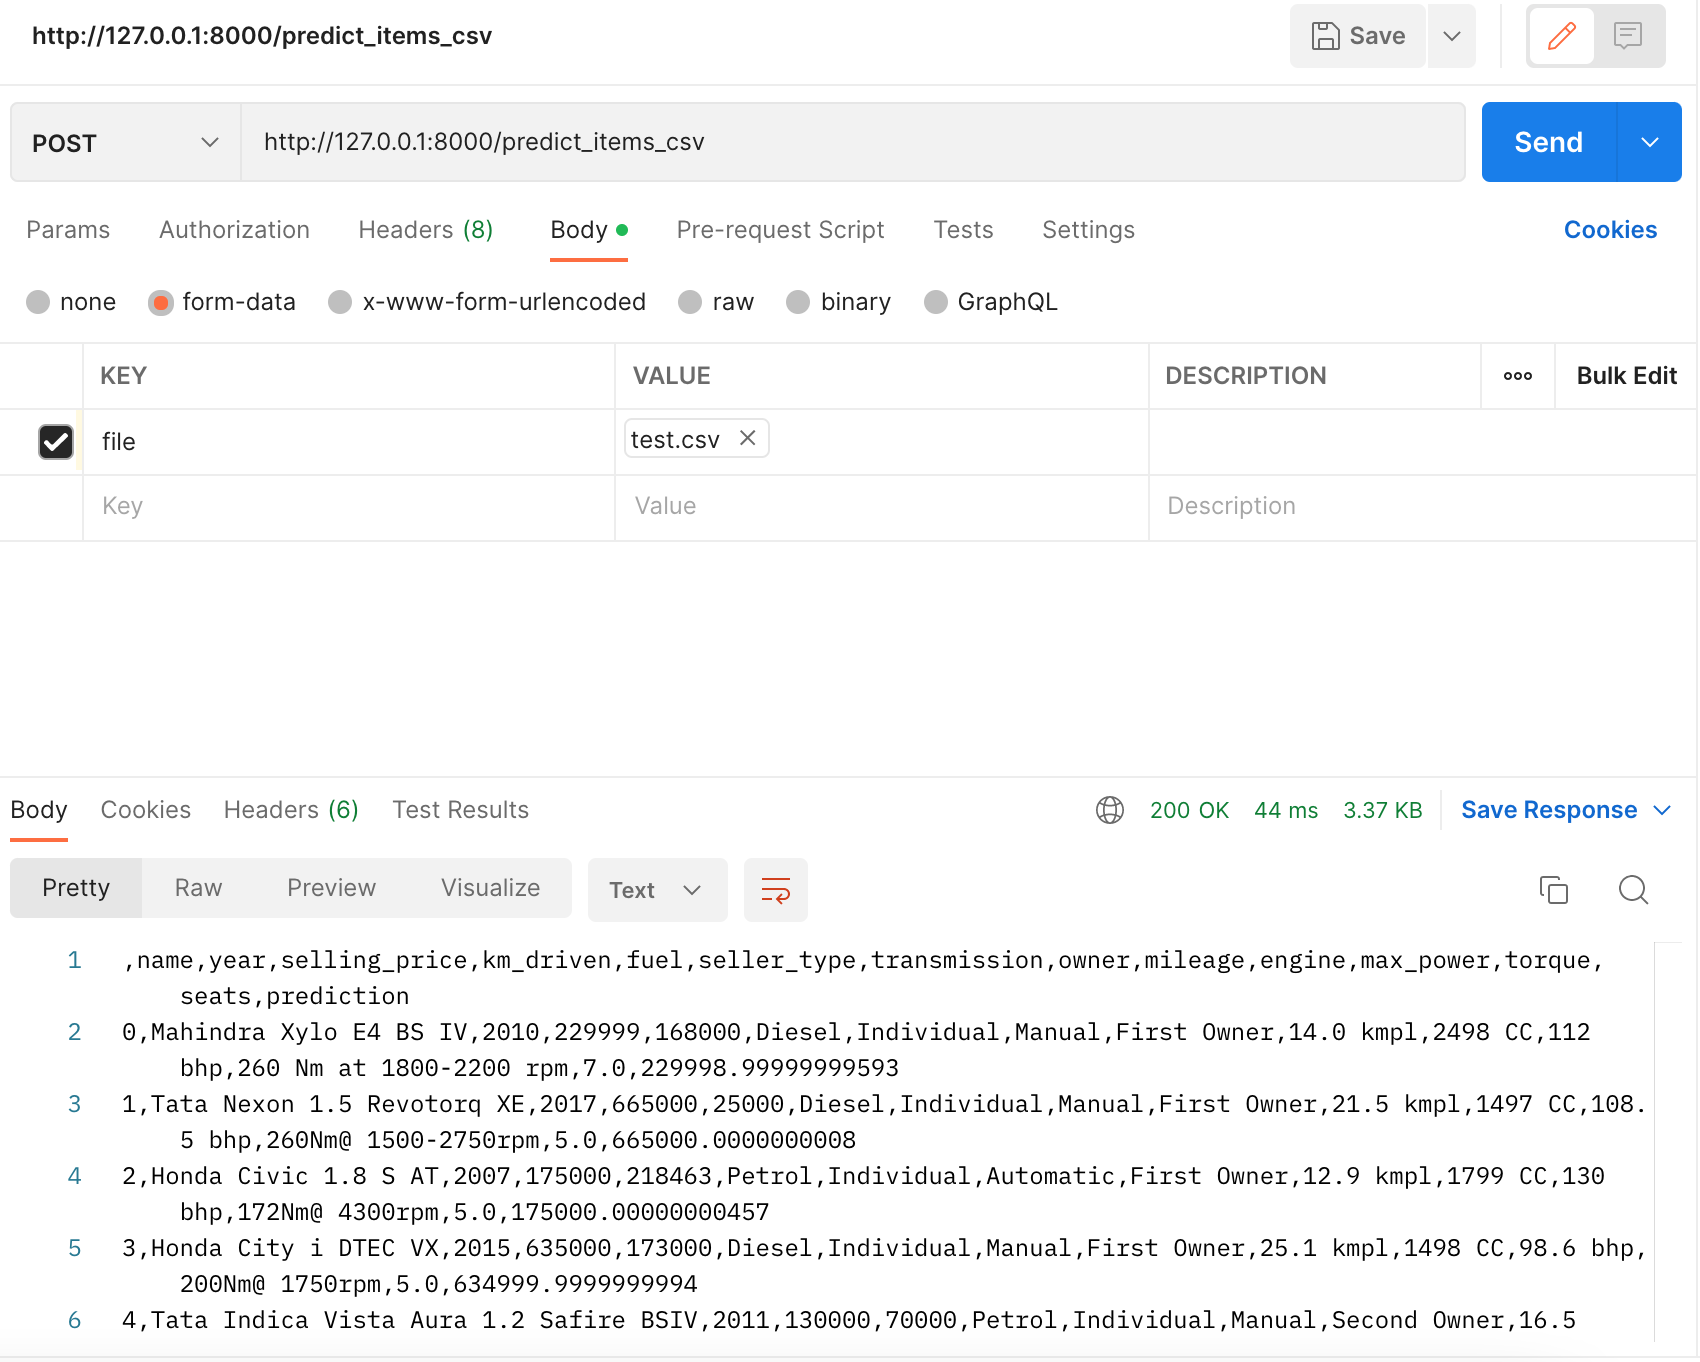 http://127.0.0.1:8000/predict_items_csv
Save
POST
http://127.0.0.1:8000/predict_items_csv
Send
Params Authorization Headers (8) Body Pre-request Script Tests Settings Cookies
none form-data x-www-form-urlencoded raw binary GraphQL
KEY VALUE DESCRIPTION ooo Bulk Edit
file test.csv
Key Value Description
Body Cookies Headers (6) Test Results 200 OK 44 ms 3.37 KB Save Response
Pretty Raw Preview Visualize Text
1 ,name,year,selling_price,km_driven,fuel,seller_type,transmission,owner,mileage,engine,max_power,torque,
seats,prediction
2 0,Mahindra Xylo E4 BS IV,2010,229999,168000,Diesel,Individual,Manual,First Owner,14.0 kmpl,2498 CC,112
bhp,260 Nm at 1800-2200 rpm,7.0,229998.99999999593
3 1,Tata Nexon 1.5 Revotorq XE,2017,665000,25000,Diesel,Individual,Manual,First Owner,21.5 kmpl,1497 CC,108.
5 bhp,260Nm@ 1500-2750rpm,5.0,665000.0000000008
4 2,Honda Civic 1.8 S AT,2007,175000,218463,Petrol,Individual,Automatic,First Owner,12.9 kmpl,1799 CC,130
bhp,172Nm@ 4300rpm,5.0,175000.00000000457
5 3,Honda City i DTEC VX,2015,635000,173000,Diesel,Individual,Manual,First Owner,25.1 kmpl,1498 CC,98.6 bhp,
200Nm@ 1750rpm,5.0,634999.9999999994
6 4,Tata Indica Vista Aura 1.2 Safire BSIV,2011,130000,70000,Petrol,Individual,Manual,Second Owner,16.5